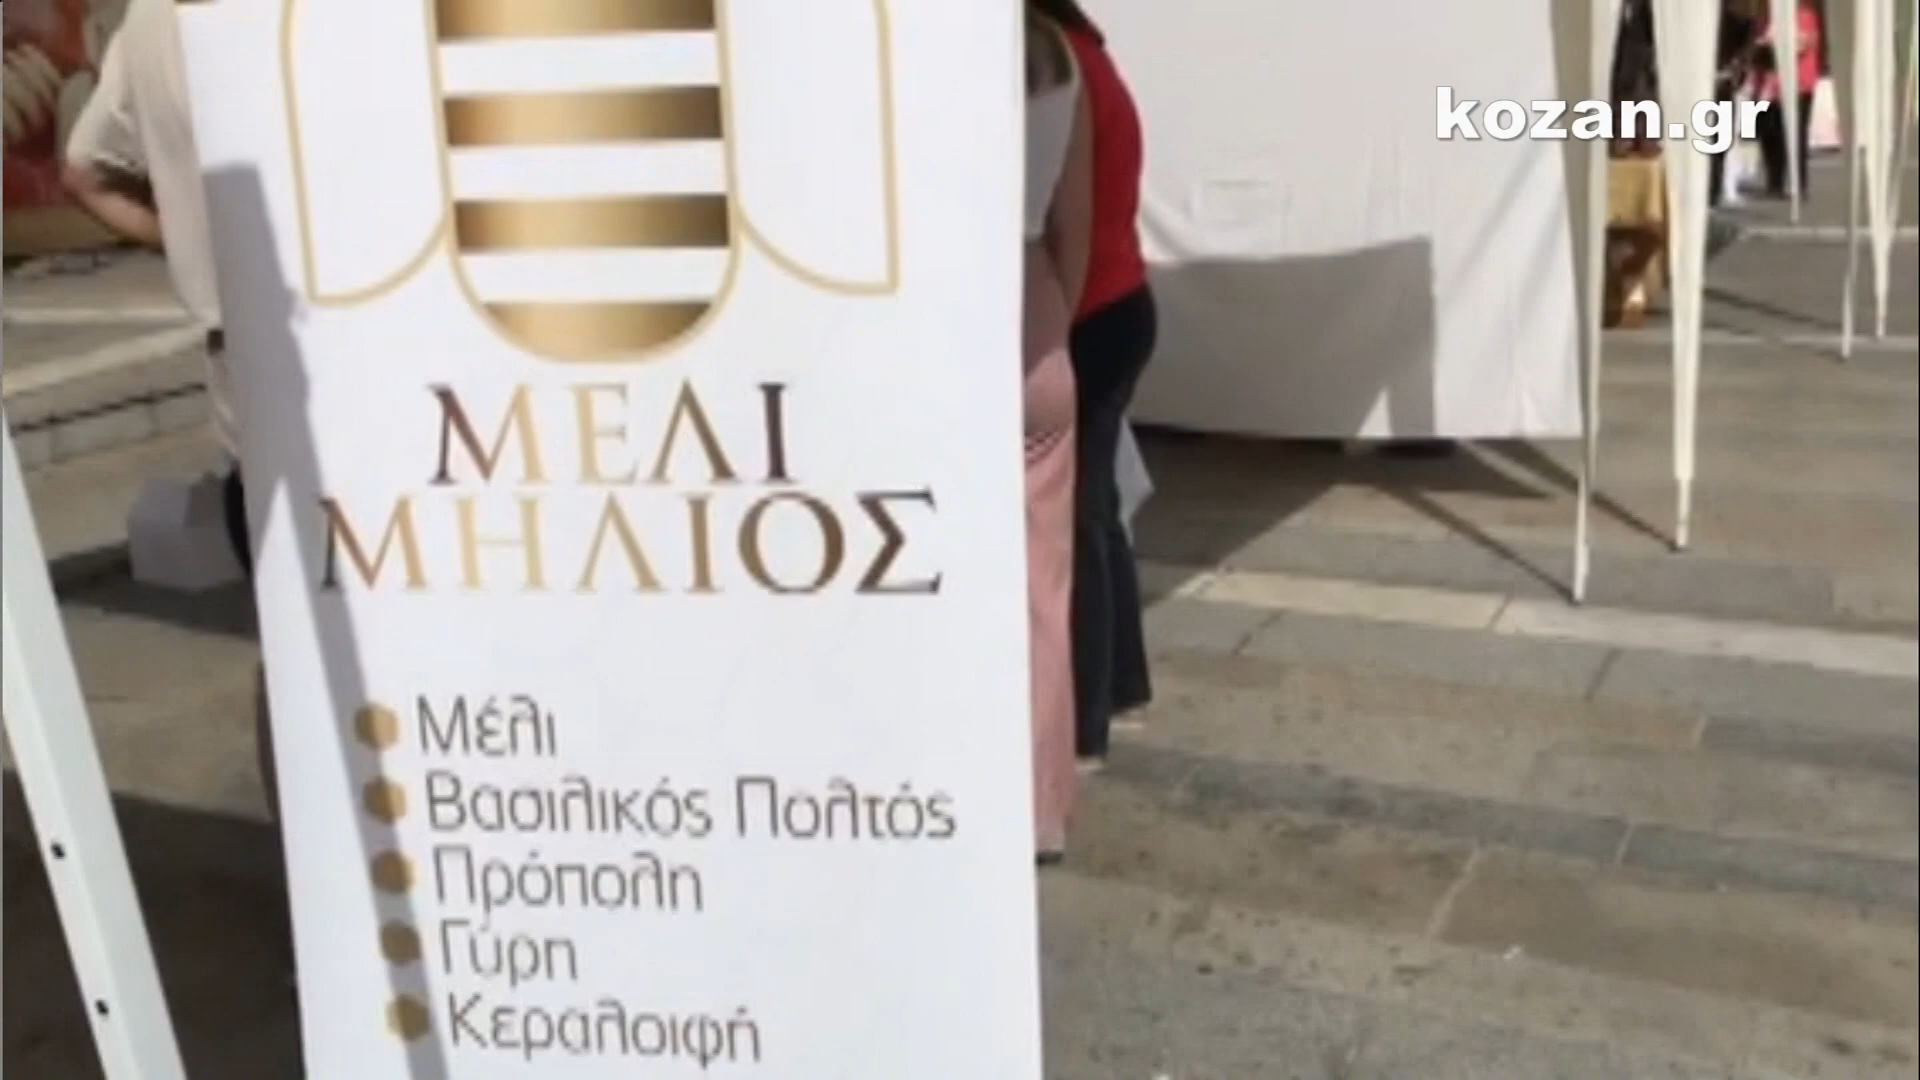 kozan.gr
ΜΕΛΙ
ΜΗΛΙΟΣ
Μέλι
Βασιλικός Πολτός
Πρόπολη
Γύρη
Κεραλοιφή